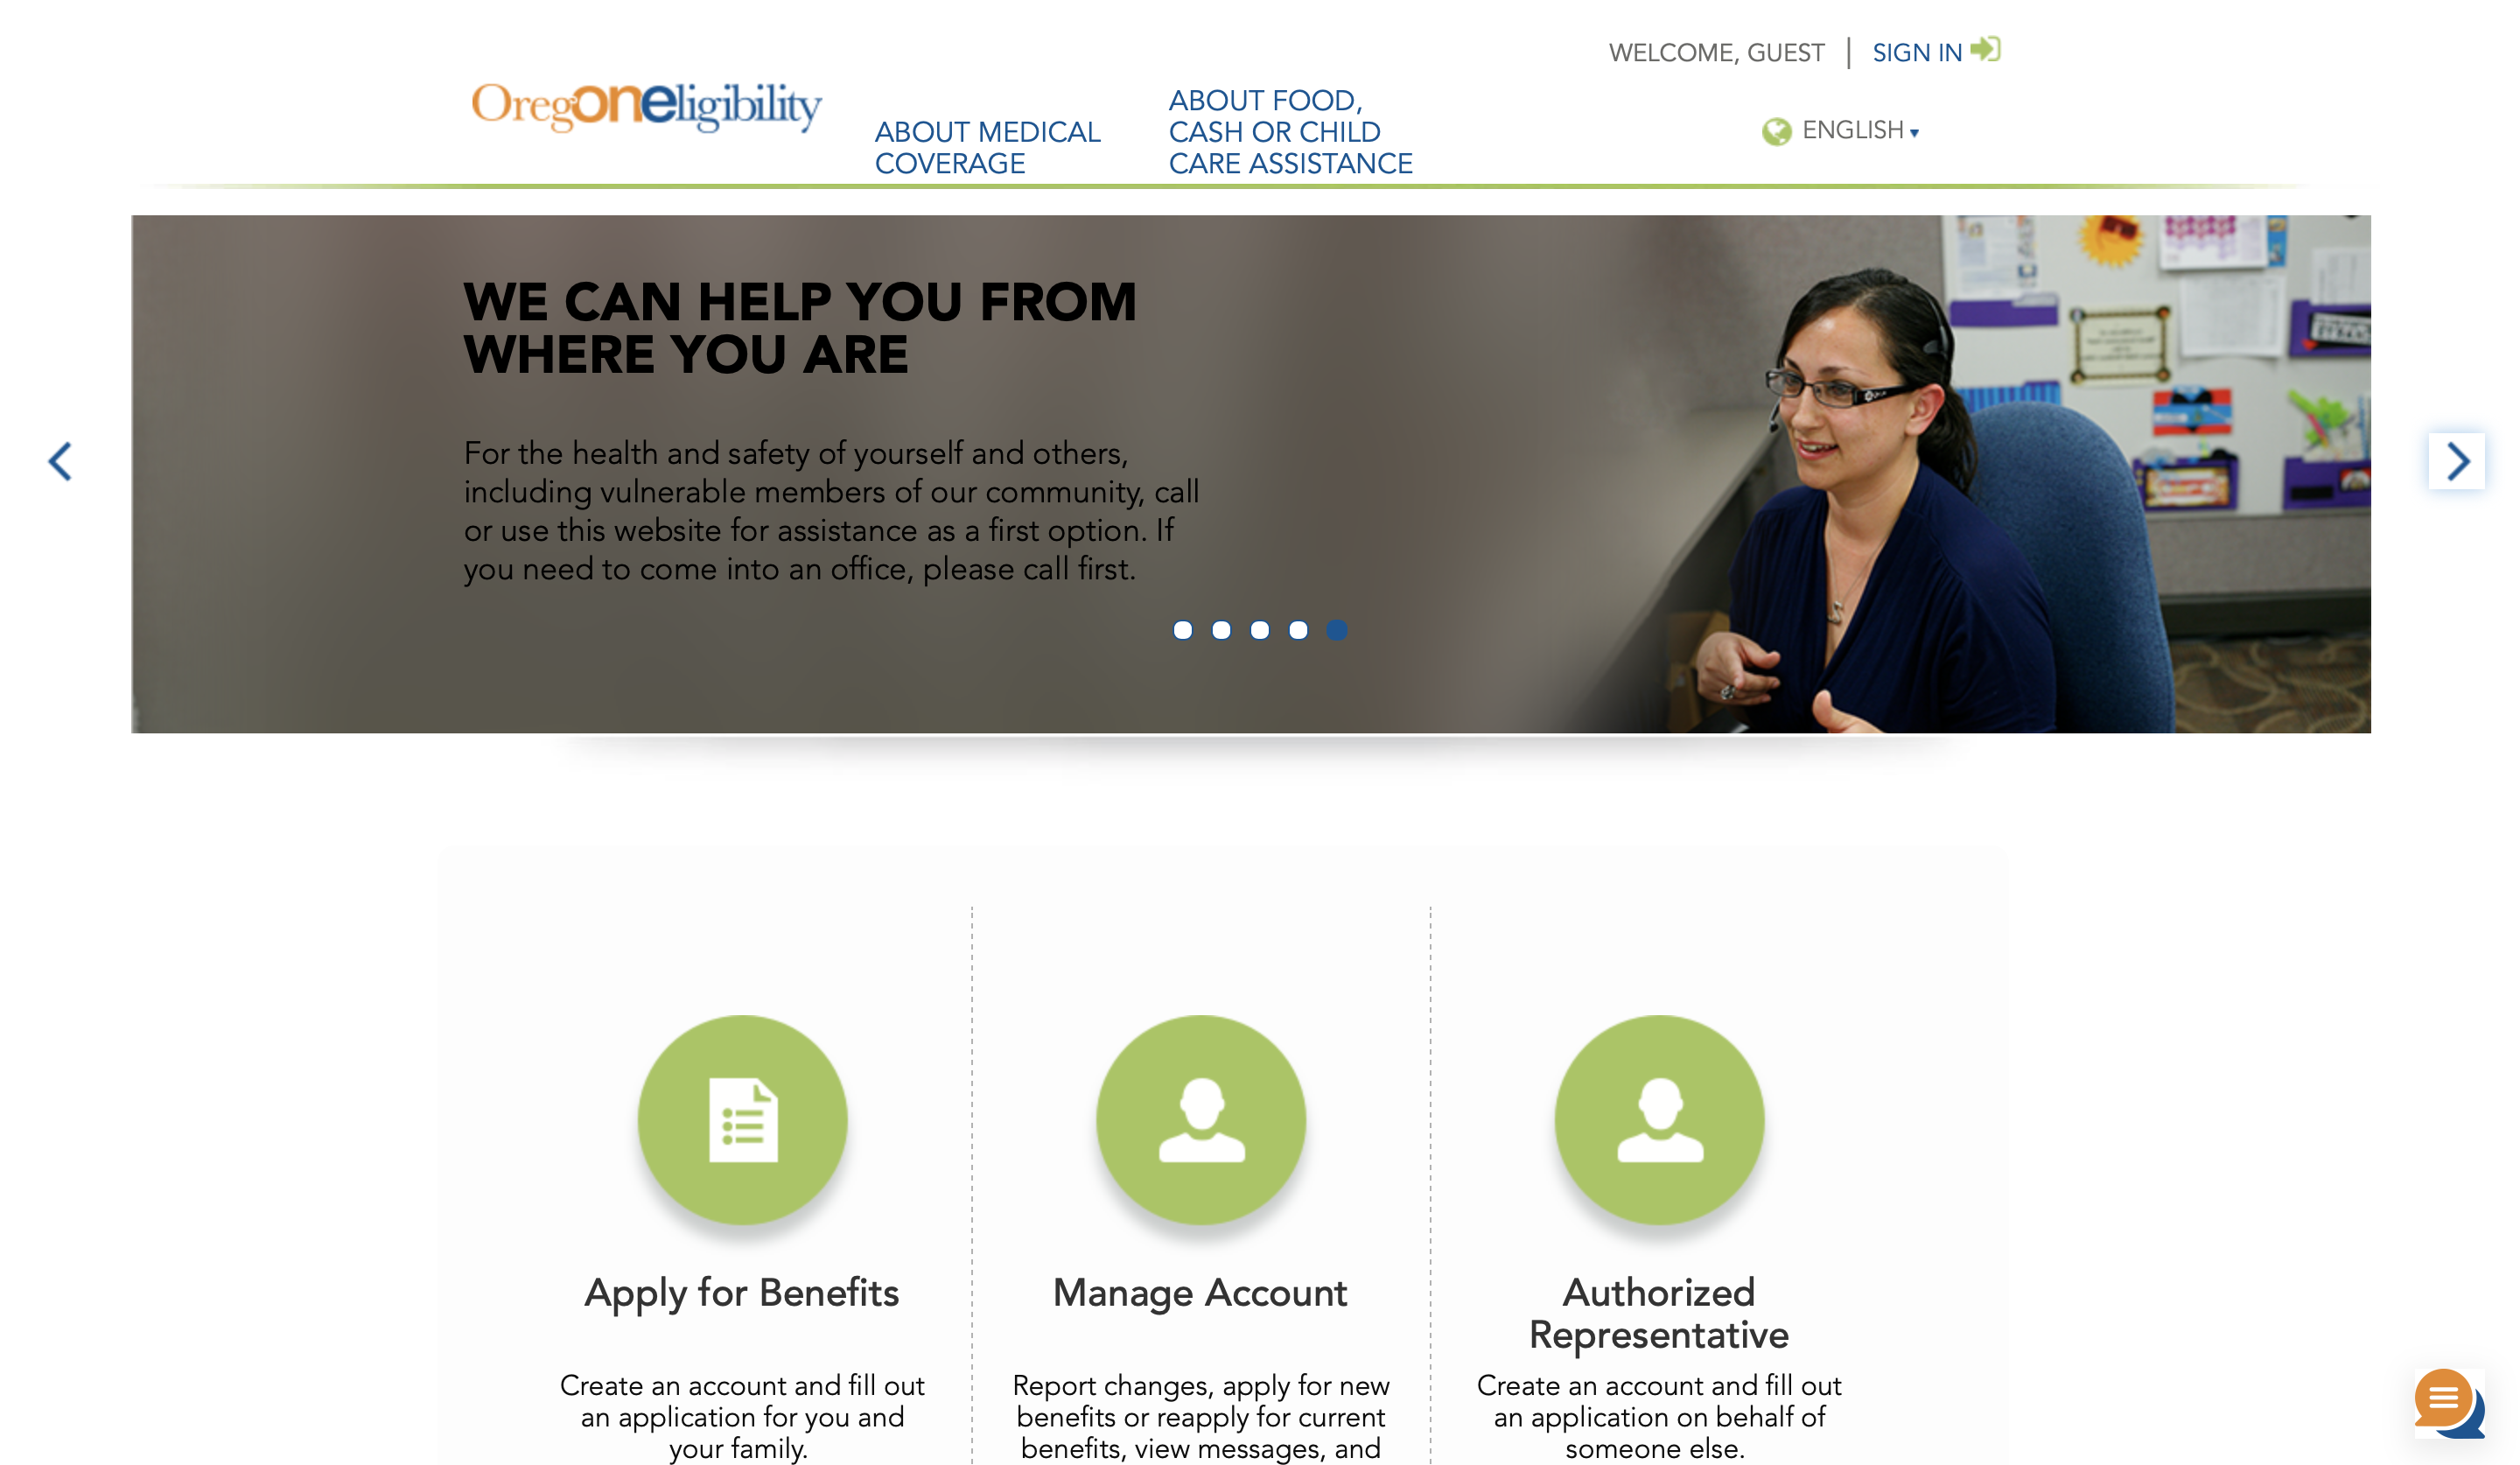 WELCOME, GUEST | SIGN IN
OregONEligibility
ABOUT MEDICAL
COVERAGE
ABOUT FOOD,
CASH OR CHILD
CARE ASSISTANCE
ENGLISH
WE CAN HELP YOU FROM
WHERE YOU ARE
For the health and safety of yourself and others,
including vulnerable members of our community, call
or use this website for assistance as a first option. If
you need to come into an office, please call first.
Apply for Benefits
Create an account and fill out
an application for you and
your family.
Manage Account
Report changes, apply for new
benefits or reapply for current
benefits, view messages, and
Authorized
Representative
Create an account and fill out
an application on behalf of
someone else.